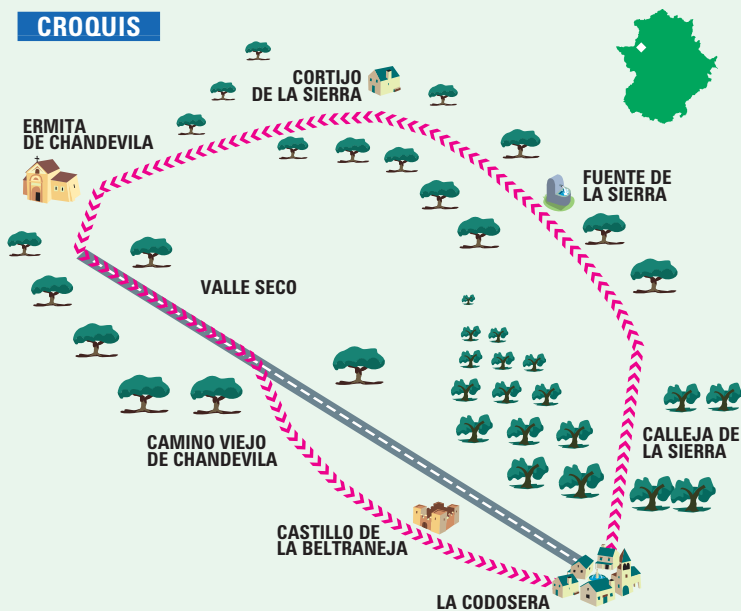 CROQUIS
CORTIJO
DE LA SIERRA
ERMITA
DE CHANDEVILA
FUENTE DE
LA SIERRA
VALLE SECO
CAMINO VIEJO
DE CHANDEVILA
CALLEJA DE
LA SIERRA
CASTILLO DE
LA BELTRANEJA
LA CODOSERA